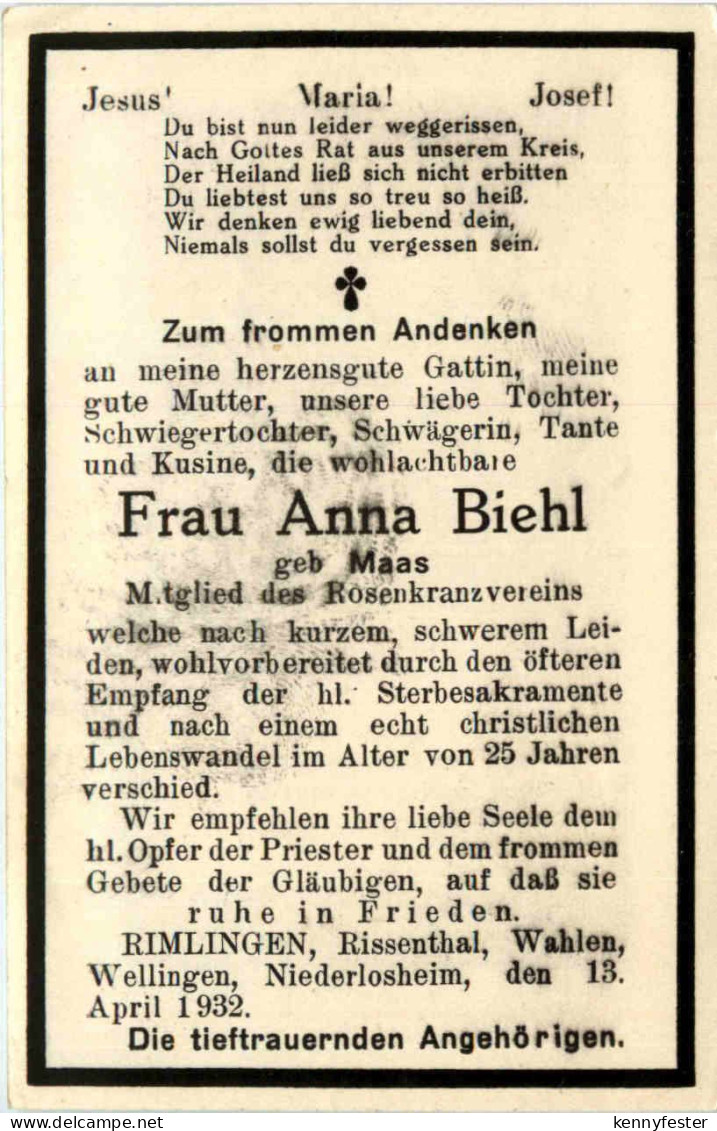 Jesus! Maria! Josef!
Du bist nun leider weggerissen,
Nach Gottes Rat aus unserem Kreis,
Der Heiland ließ sich nicht erbitten
Du liebtest uns so treu so heiß.
Wir denken ewig liebend dein,
Niemals sollst du vergessen sein.
Zum frommen Andenken
an meine herzensgute Gattin, meine
gute Mutter, unsere liebe Tochter,
Schwiegertochter, Schwägerin, Tante
und Kusine, die wohlachtbare
Frau Anna Biehl
geb Maas
Mitglied des Rosenkranzvereins
welche nach kurzem, schwerem Lei-
den, wohlvorbereitet durch den öfteren
Empfang der hl. Sterbesakramente
und nach einem echt christlichen
Lebenswandel im Alter von 25 Jahren
verschied.
Wir empfehlen ihre liebe Seele dem
hl. Opfer der Priester und dem frommen
Gebete der Gläubigen, auf daß sie
ruhe in Frieden.
RIMLINGEN, Rissenthal, Wahlen,
Wellingen, Niederlosheim, den 13.
April 1932.
Die tieftrauernden Angehörigen.
kennyfester